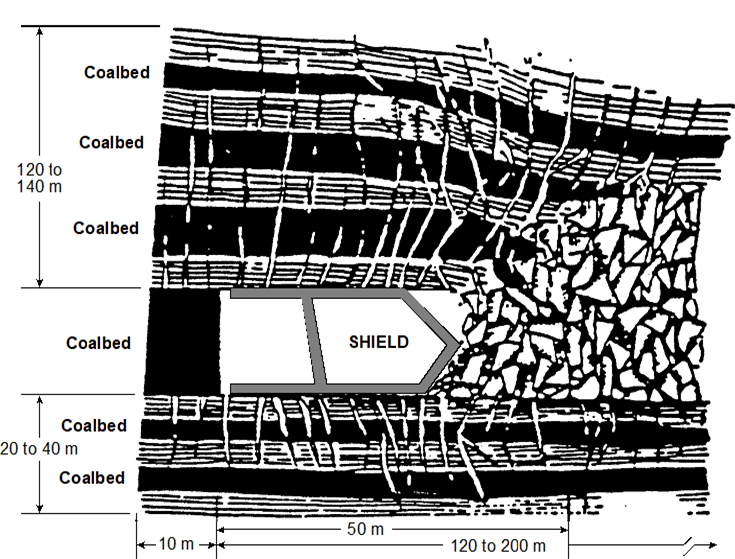 Coalbed
Coalbed
120 to
140 m
Coalbed
Coalbed
SHIELD
Coalbed
20 to 40 m
Coalbed
50 m
10 m
120 to 200 m